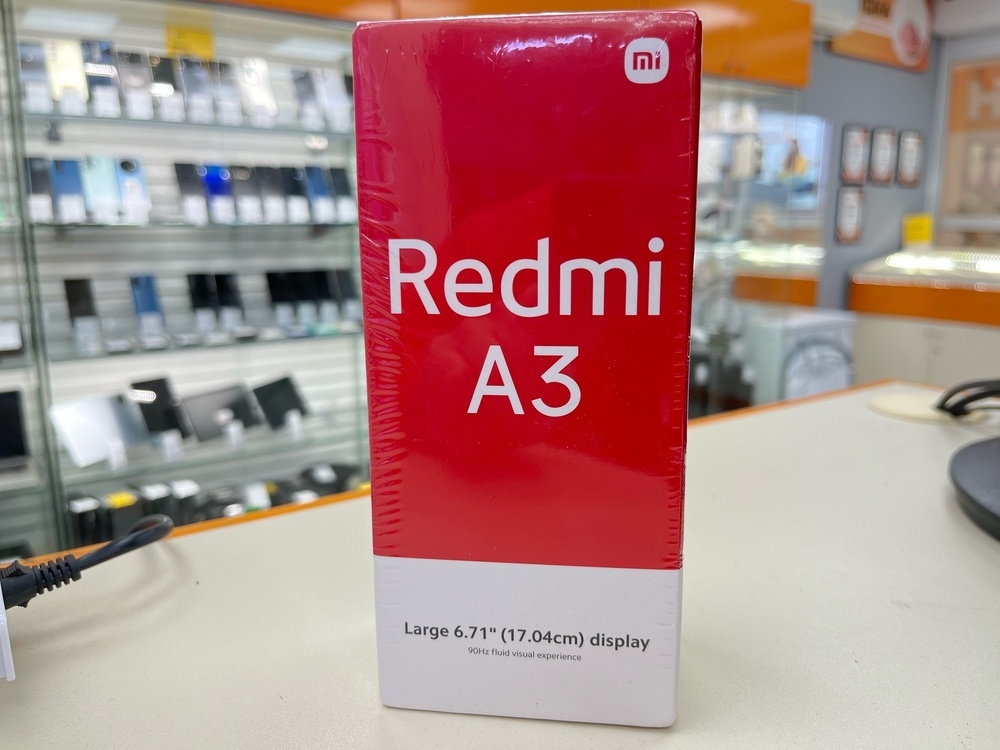 mi
Redmi
A3
Large 6.71" (17.04cm) display
90Hz fluid visual experience